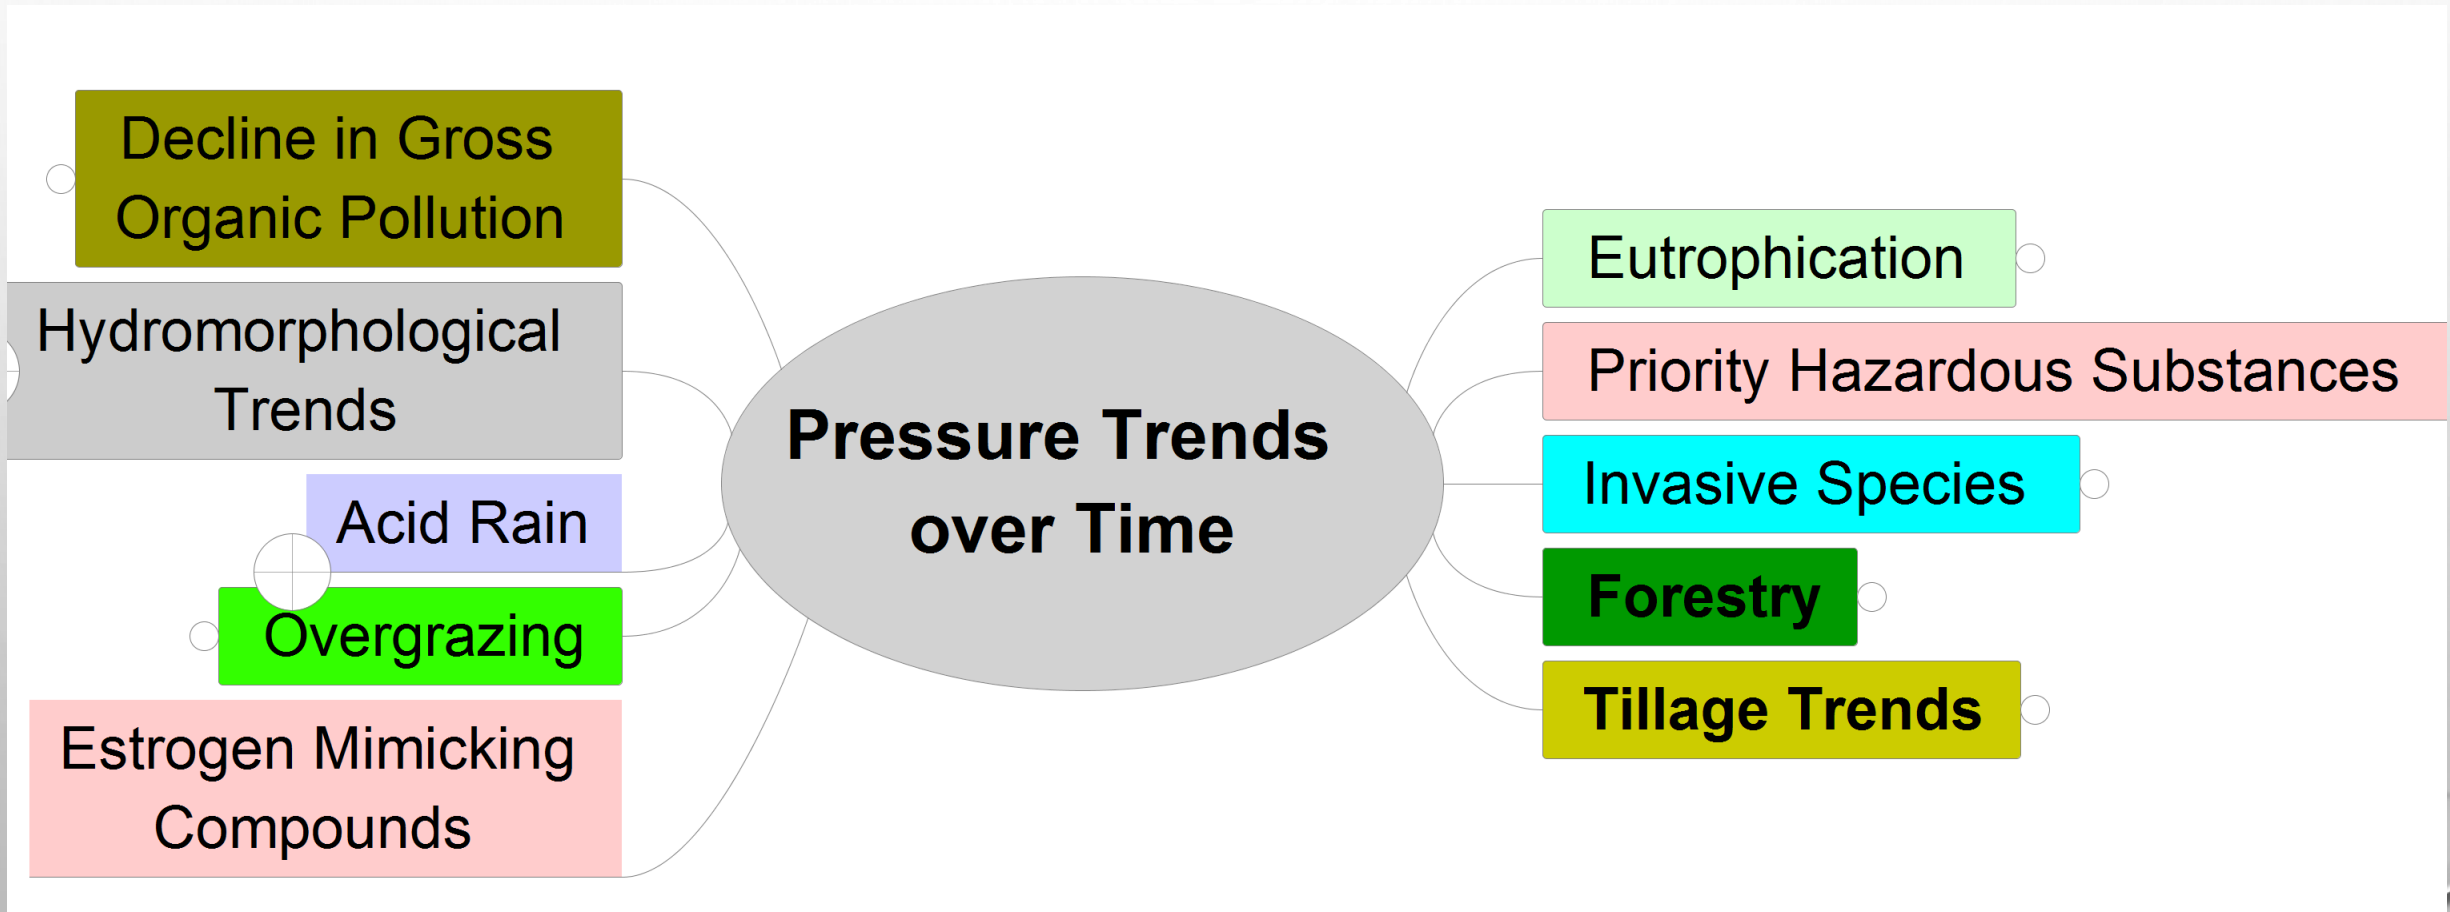 Decline in Gross
Organic Pollution
Hydromorphological
Trends
Acid Rain
Overgrazing
Estrogen Mimicking
Compounds
Pressure Trends
over Time
Eutrophication
Priority Hazardous Substances
Invasive Species
Forestry
Tillage Trends